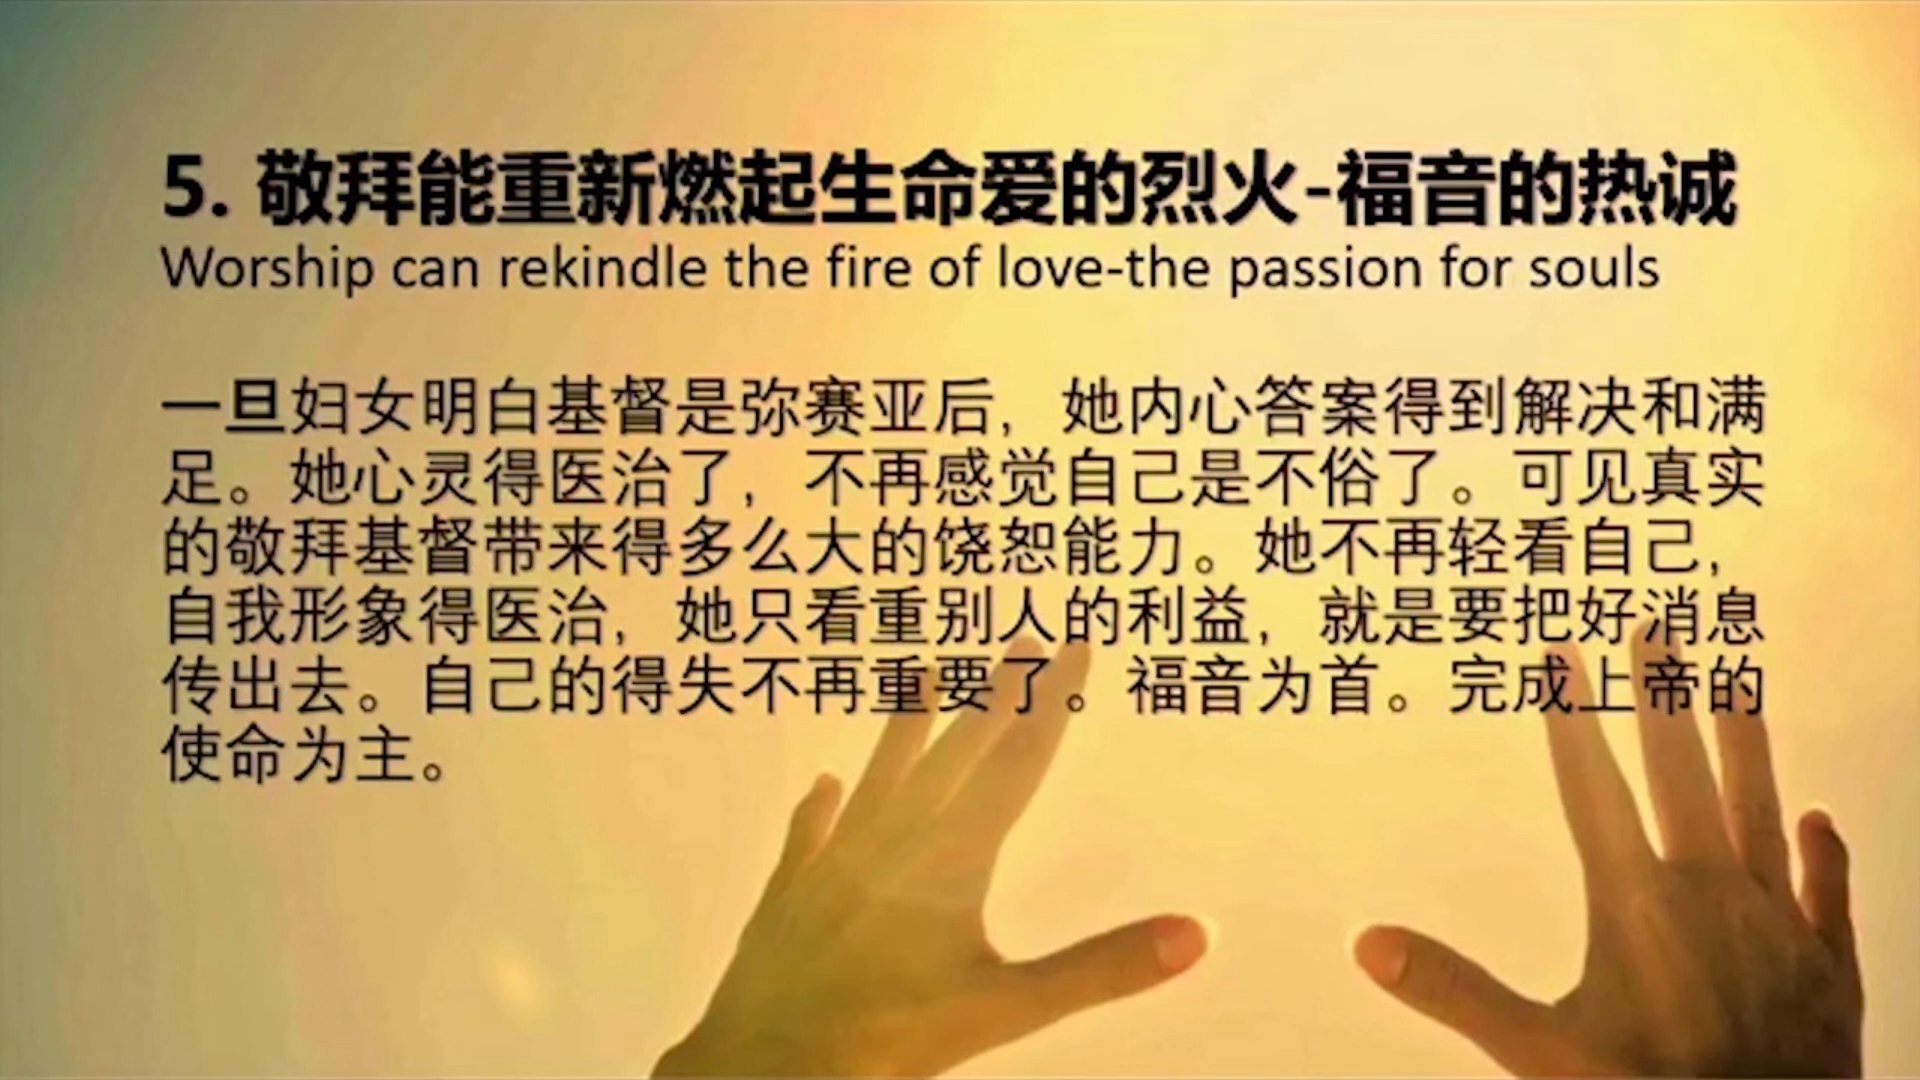 5. 敬拜能重新燃起生命爱的烈火-福音的热诚
Worship can rekindle the fire of love-the passion for souls
一旦妇女明白基督是弥赛亚后，她内心答案得到解决和满
足。她心灵得医治了，不再感觉自己是不俗了。可见真实
的敬拜基督带来得多么大的饶恕能力。她不再轻看自己，
自我形象得医治，她只看重别人的利益，就是要把好消息
传出去。自己的得失不再重要了。福音为首。完成上帝的
使命为主。